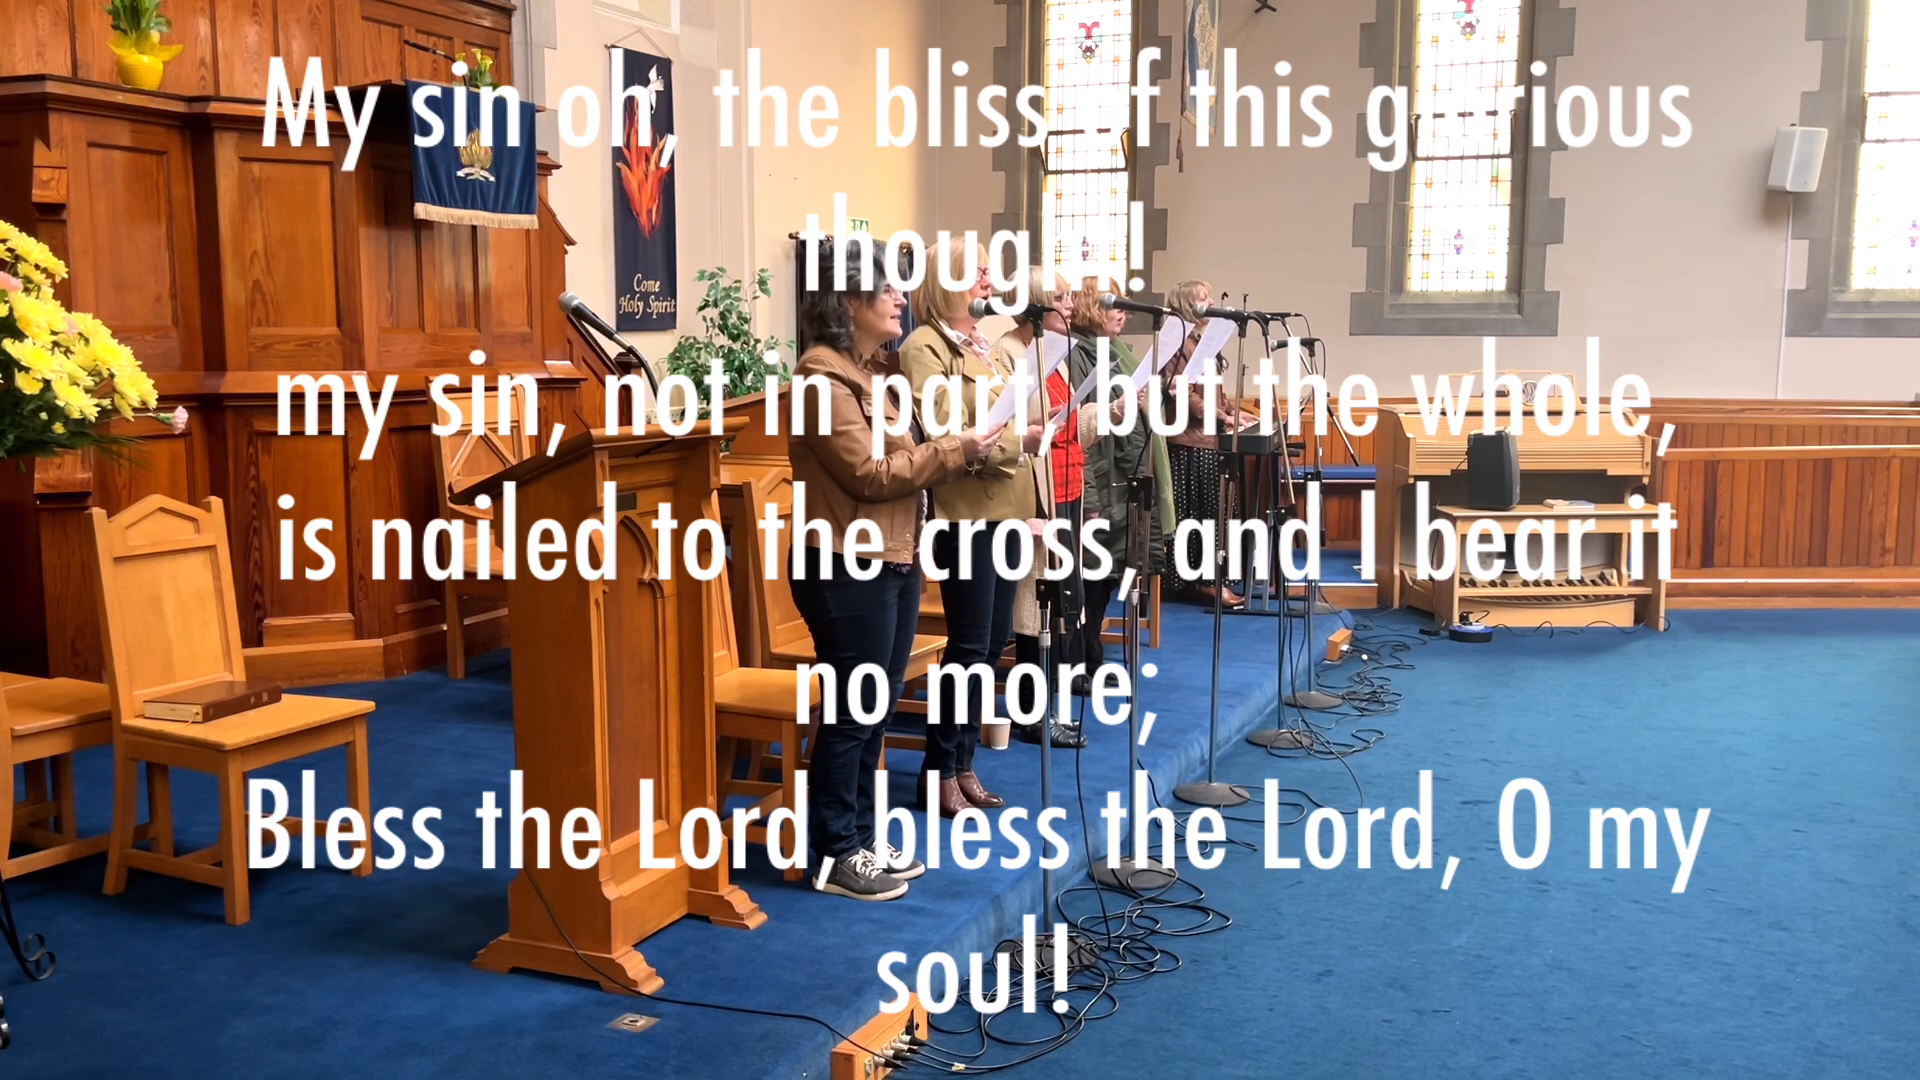 My sin oh, the bliss of this glorious
thought!
my sin, not in part, but the whole,
is nailed to the cross, and I bear it
no more;
Bless the Lord, bless the Lord, O my
soul!
Come
Holy Spirit